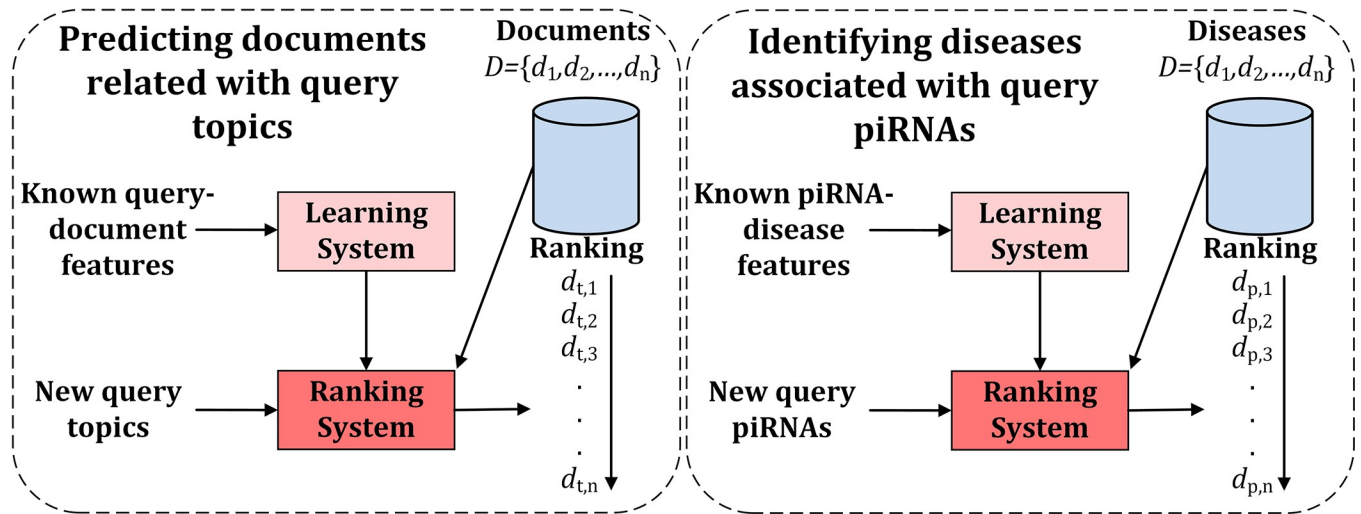 Predicting documents
related with query
topics
Documents
D={d1,d2,...,dn}
Known query-
document
features
Learning
System
Ranking
dt,1
dt,2
dt,3
.
.
.
dt,n
New query
topics
Ranking
System
Identifying diseases
associated with query
piRNAs
Diseases
D={d1,d2,...,dn}
Known piRNA-
disease
features
Learning
System
Ranking
dp,1
dp,2
dp,3
.
.
.
dp,n
New query
piRNAs
Ranking
System